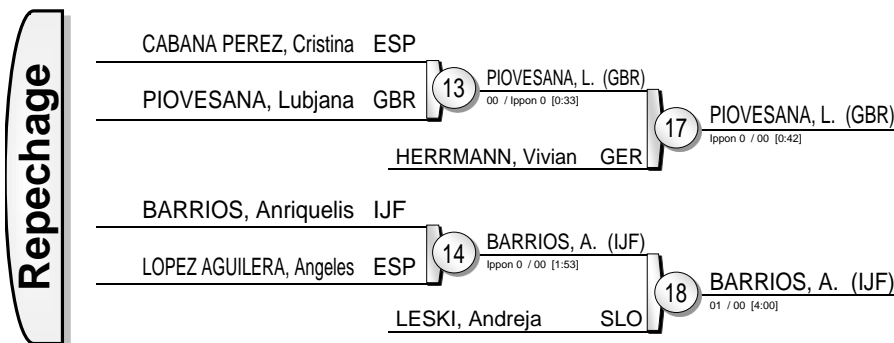 Repechage
CABANA PEREZ, Cristina ESP
PIOVESANA, Lubjana GBR
13
PIOVESANA, L. (GBR)
00 / Ippon 0 [0:33]
HERRMANN, Vivian GER
17
PIOVESANA, L. (GBR)
Ippon 0 / 00 [0:42]
BARRIOS, Anriquelis IJF
LOPEZ AGUILERA, Angeles ESP
14
BARRIOS, A. (IJF)
Ippon 0 / 00 [1:53]
LESKI, Andreja SLO
18
BARRIOS, A. (IJF)
01 / 00 [4:00]